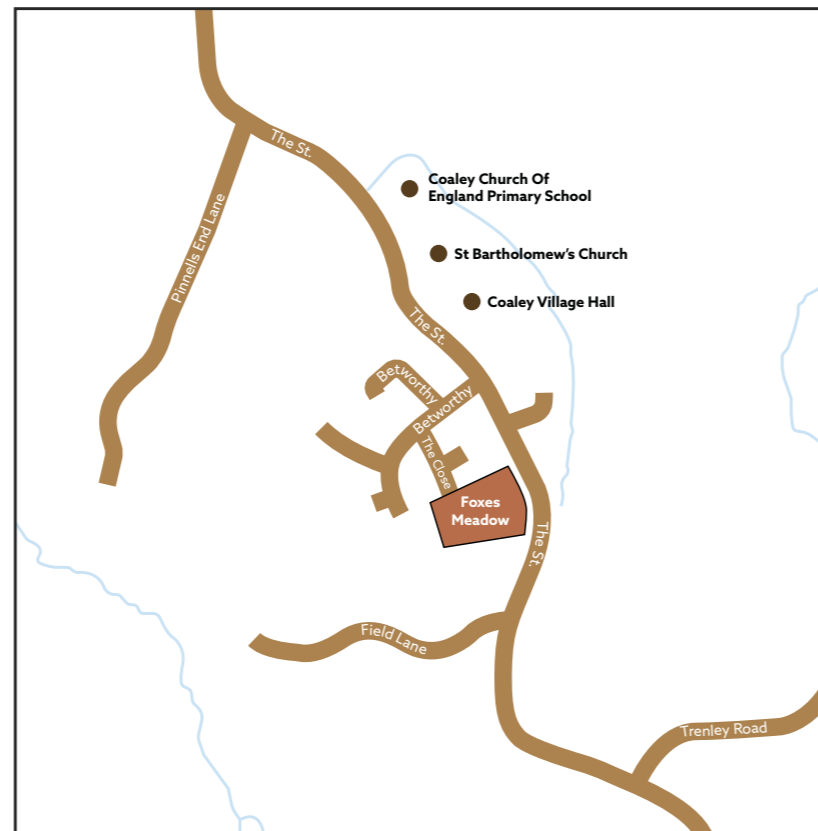 The St.
Coaley Church Of
England Primary School
Pinnells End Lane
St Bartholomew's Church
Coaley Village Hall
The St.
Betworthy
Betworthy
The Close
Foxes
Meadow
The St.
Field Lane
Trenley Road